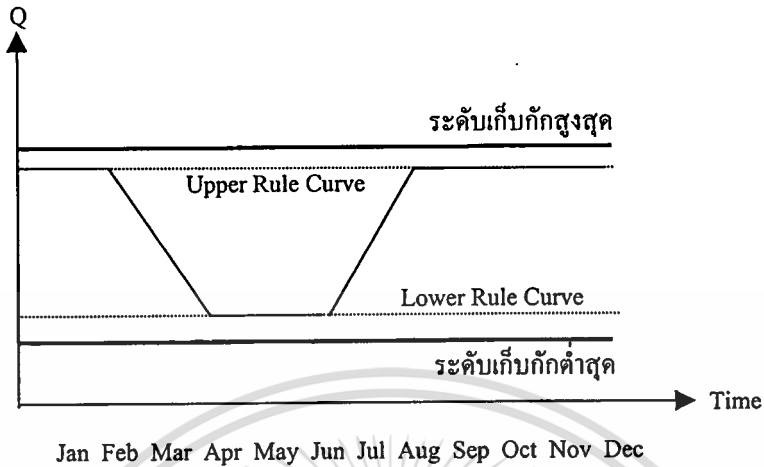 Q
ระดับเก็บกักสูงสุด
Upper Rule Curve
Lower Rule Curve
ระดับเก็บกักต่ำสุด
Time
Jan Feb Mar Apr May Jun Jul Aug Sep Oct Nov Dec